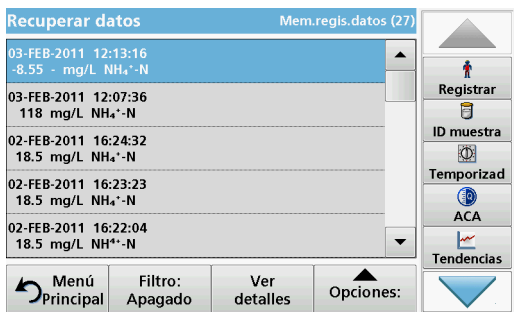 Recuperar datos
Mem.regis.datos (27)
03-FEB-2011 12:13:16
-8.55 - mg/L NH₄⁺-N
03-FEB-2011 12:07:36
118 mg/L NH₄⁺-N
02-FEB-2011 16:24:32
18.5 mg/L NH₄⁺-N
02-FEB-2011 16:23:23
18.5 mg/L NH₄⁺-N
02-FEB-2011 16:22:04
18.5 mg/L NH⁴⁺-N
Menú
Principal
Filtro:
Apagado
Ver
detalles
Opciones:
Registrar
ID muestra
Temporizad
ACA
Tendencias